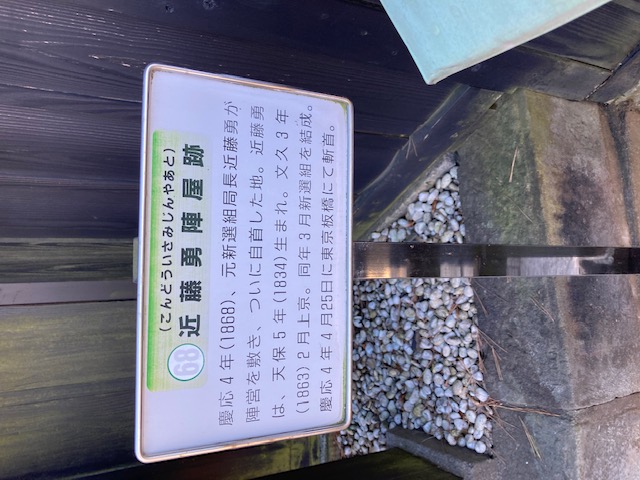 (こんどういさみじんやあと)
68 近藤勇陣屋跡
慶応4年(1868)、元新選組局長近藤勇が
陣営を敷き、ついに自首した地。近藤勇
は、天保5年(1834)生まれ。文久3年
(1863)2月上京。同年3月新選組を結成。
慶応4年4月25日に東京板橋にて斬首。